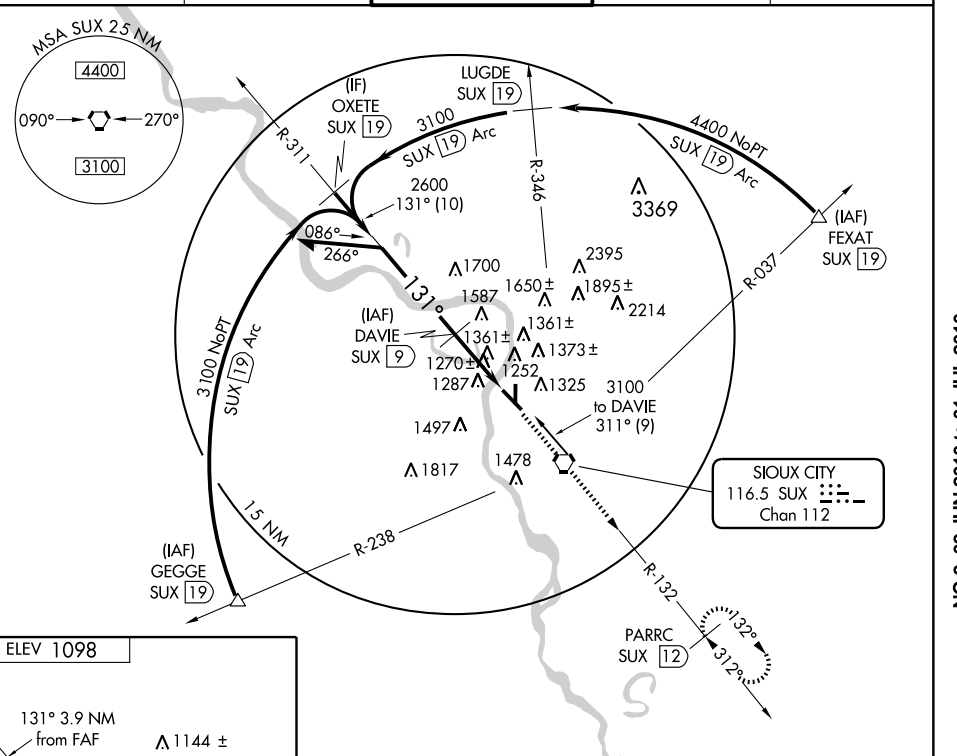 MSA SUX 25 NM
4400
090°
270°
3100
(IF)
OXETE
SUX 19
LUGDE
SUX 19
R-311
3100
SUX 19 Arc
4400 NoPT
SUX 19 Arc
R-346
2600
131° (10)
3369
(IAF)
FEXAT
SUX 19
R-037
086°
266°
131°
1700
2395
1650 ±
1895 ±
1587
2214
(IAF)
DAVIE
SUX 9
1361 ±
1361 ±
1373 ±
1270 ±
1252
1287
1325
3100
to DAVIE
311° (9)
3100 NoPT
SUX 19 Arc
1497
1817
1478
SIOUX CITY
116.5 SUX
Chan 112
15 NM
R-238
(IAF)
GEGGE
SUX 19
R-132
PARRC
SUX 12
132°
312°
ELEV 1098
131° 3.9 NM
from FAF
1144 ±